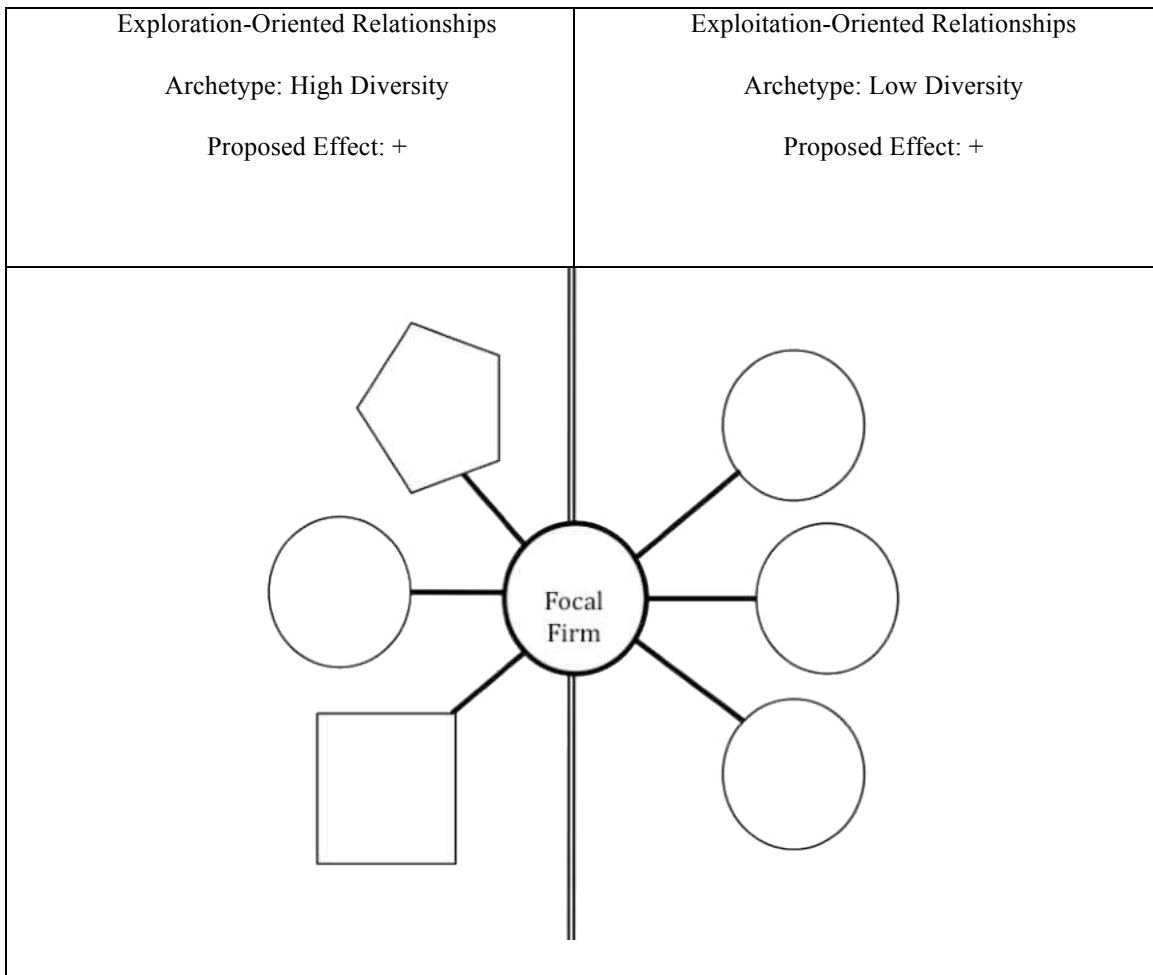 Exploration-Oriented Relationships
Archetype: High Diversity
Proposed Effect: +
Exploitation-Oriented Relationships
Archetype: Low Diversity
Proposed Effect: +
Focal
Firm